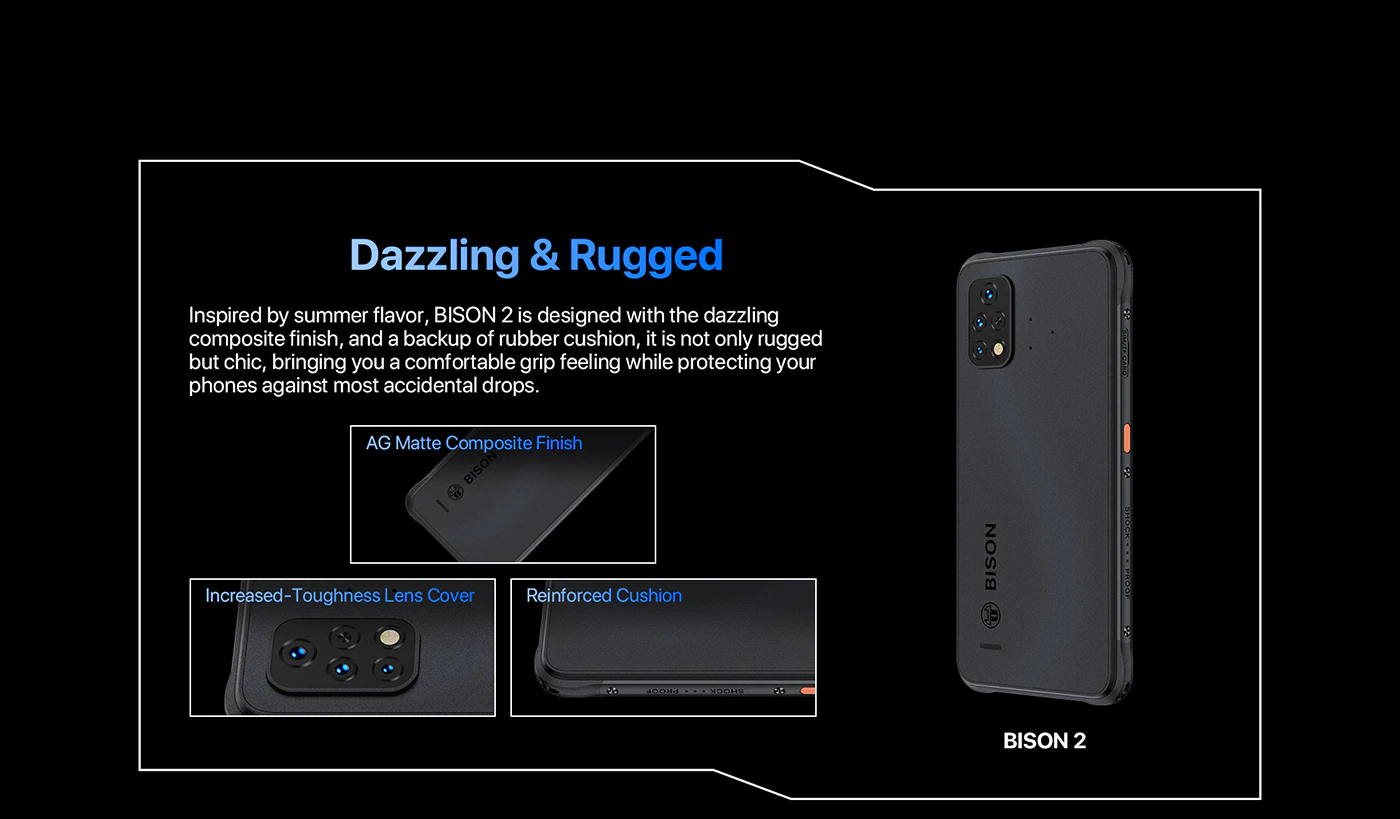 Dazzling & Rugged
Inspired by summer flavor, BISON 2 is designed with the dazzling
composite finish, and a backup of rubber cushion, it is not only rugged
but chic, bringing you a comfortable grip feeling while protecting your
phones against most accidental drops.
AG Matte Composite Finish
BISON
Increased-Toughness Lens Cover
Reinforced Cushion
SHOCK PROOF
BISON
SHOCK PROOF
BISON 2